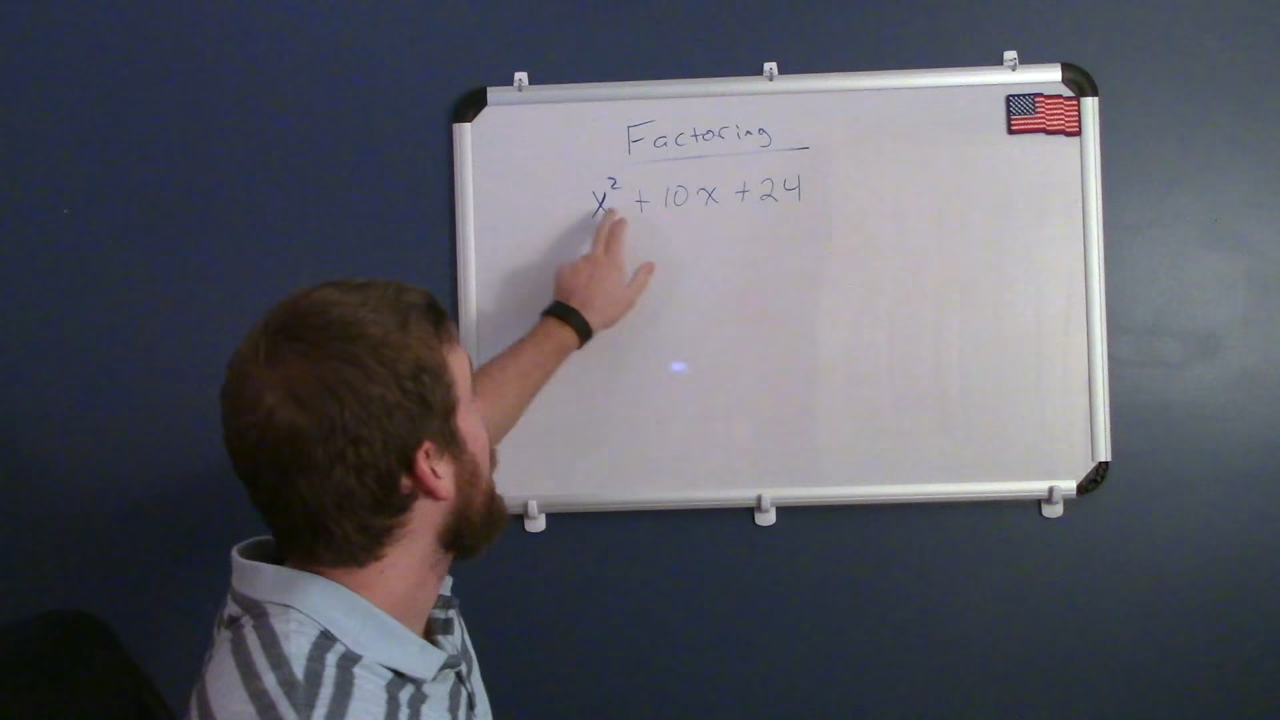 Factoring
x² + 10x + 24